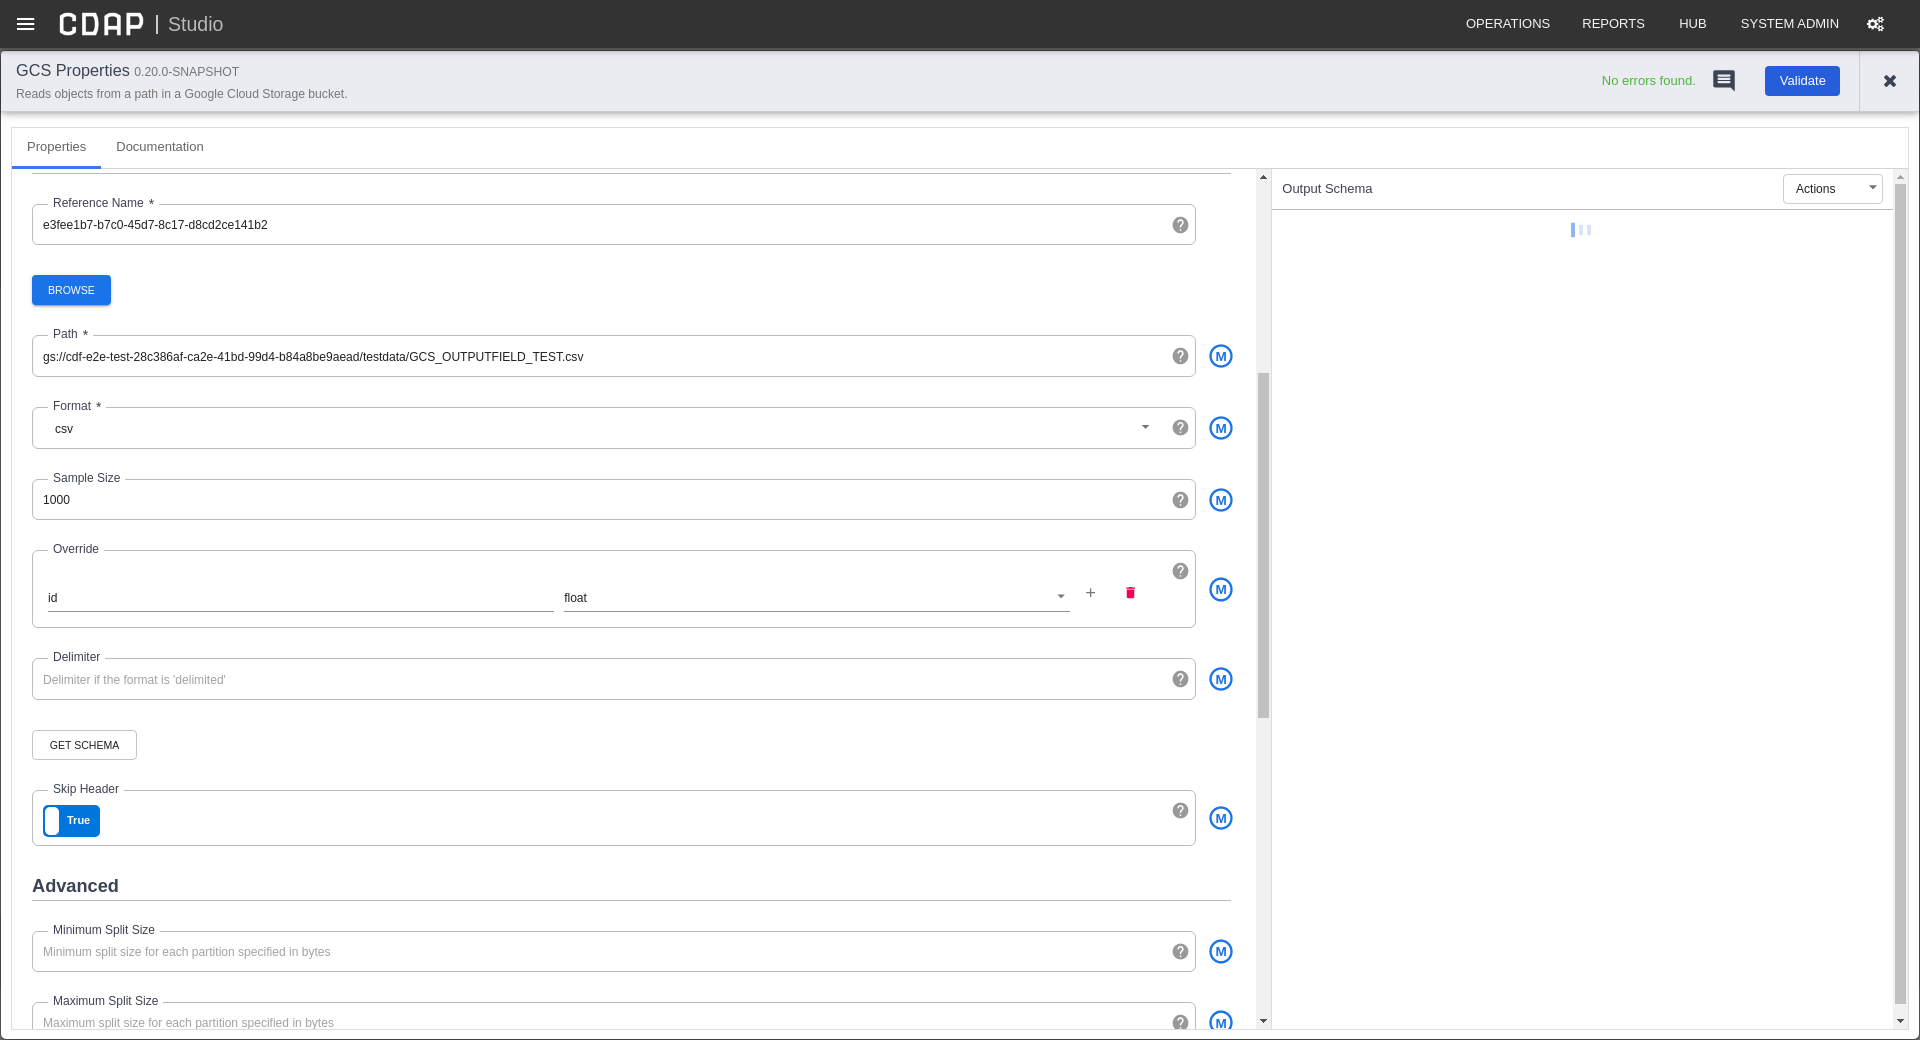 CDAP | Studio
OPERATIONS REPORTS HUB SYSTEM ADMIN
GCS Properties 0.20.0-SNAPSHOT
Reads objects from a path in a Google Cloud Storage bucket.
No errors found.
Validate
Properties Documentation
Reference Name *
e3fee1b7-b7c0-45d7-8c17-d8cd2ce141b2
BROWSE
Path *
gs://cdf-e2e-test-28c386af-ca2e-41bd-99d4-b84a8be9aead/testdata/GCS_OUTPUTFIELD_TEST.csv
M
Format *
csv
M
Sample Size
1000
M
Override
id float
M
Delimiter
Delimiter if the format is 'delimited'
M
GET SCHEMA
Skip Header
True
M
Advanced
Minimum Split Size
Minimum split size for each partition specified in bytes
M
Maximum Split Size
Maximum split size for each partition specified in bytes
M
Output Schema
Actions